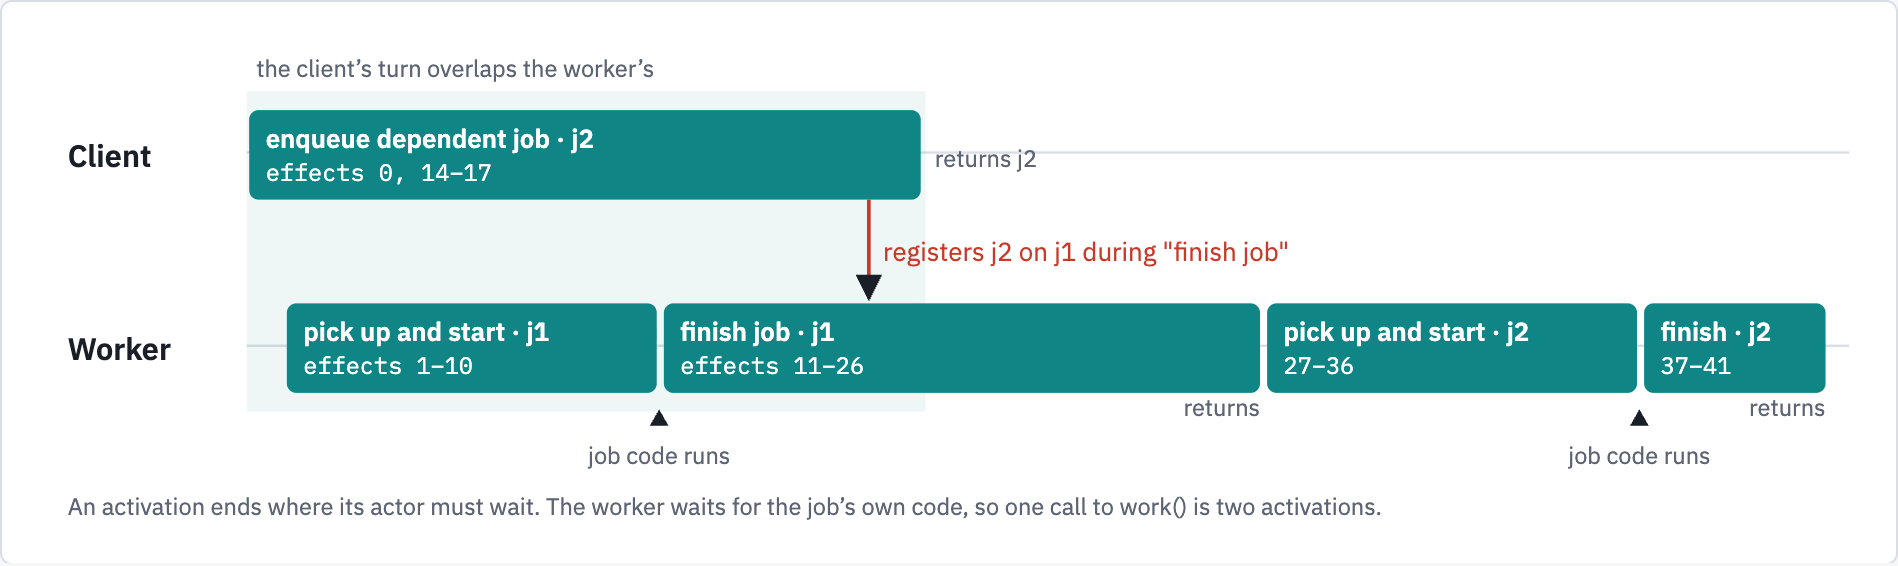 the client’s turn overlaps the worker’s
Client
enqueue dependent job · j2
effects 0, 14–17
returns j2
registers j2 on j1 during "finish job"
Worker
pick up and start · j1
effects 1–10
finish job · j1
effects 11–26
pick up and start · j2
27–36
finish · j2
37–41
returns
returns
job code runs
job code runs
An activation ends where its actor must wait. The worker waits for the job’s own code, so one call to work() is two activations.